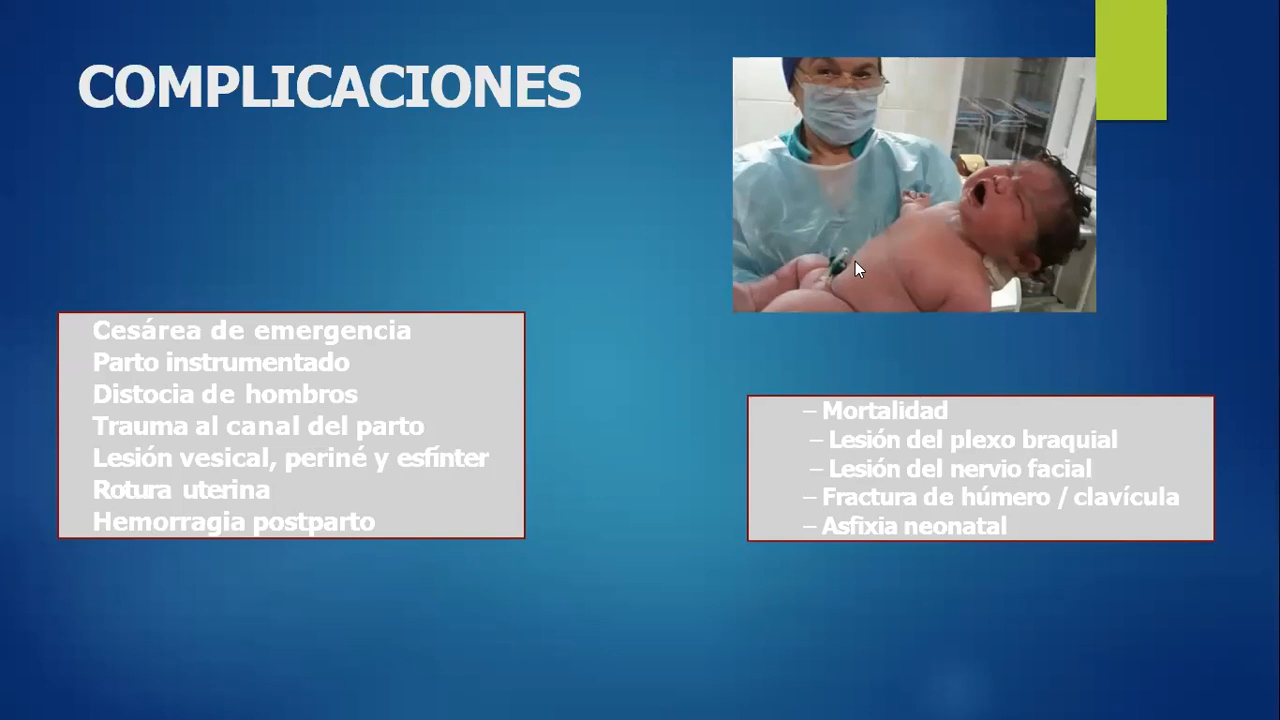 COMPLICACIONES
Cesárea de emergencia
Parto instrumentado
Distocia de hombros
Trauma al canal del parto
Lesión vesical, periné y esfínter
Rotura uterina
Hemorragia postparto
– Mortalidad
– Lesión del plexo braquial
– Lesión del nervio facial
– Fractura de húmero / clavícula
– Asfixia neonatal